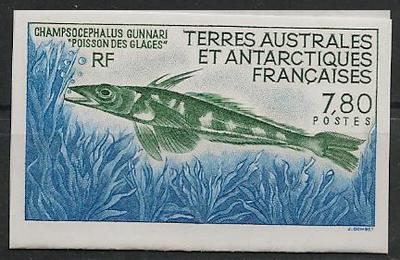 CHAMPSOCEPHALUS GUNNARI
"POISSON DES GLACES"
RF
TERRES AUSTRALES
ET ANTARCTIQUES
FRANÇAISES
7,80
POSTES